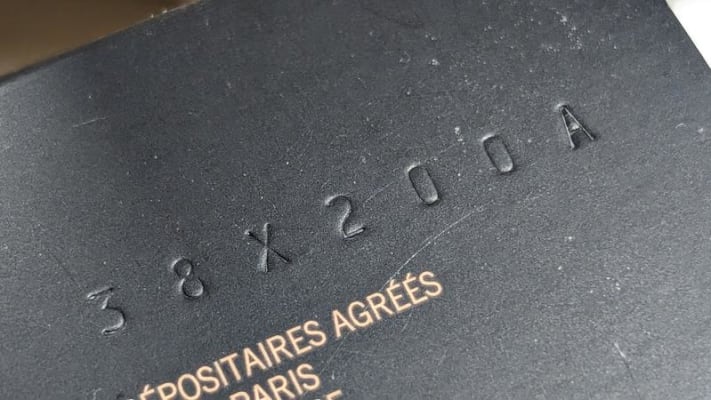 38X200A
DÉPOSITAIRES AGRÉÉS
PARIS